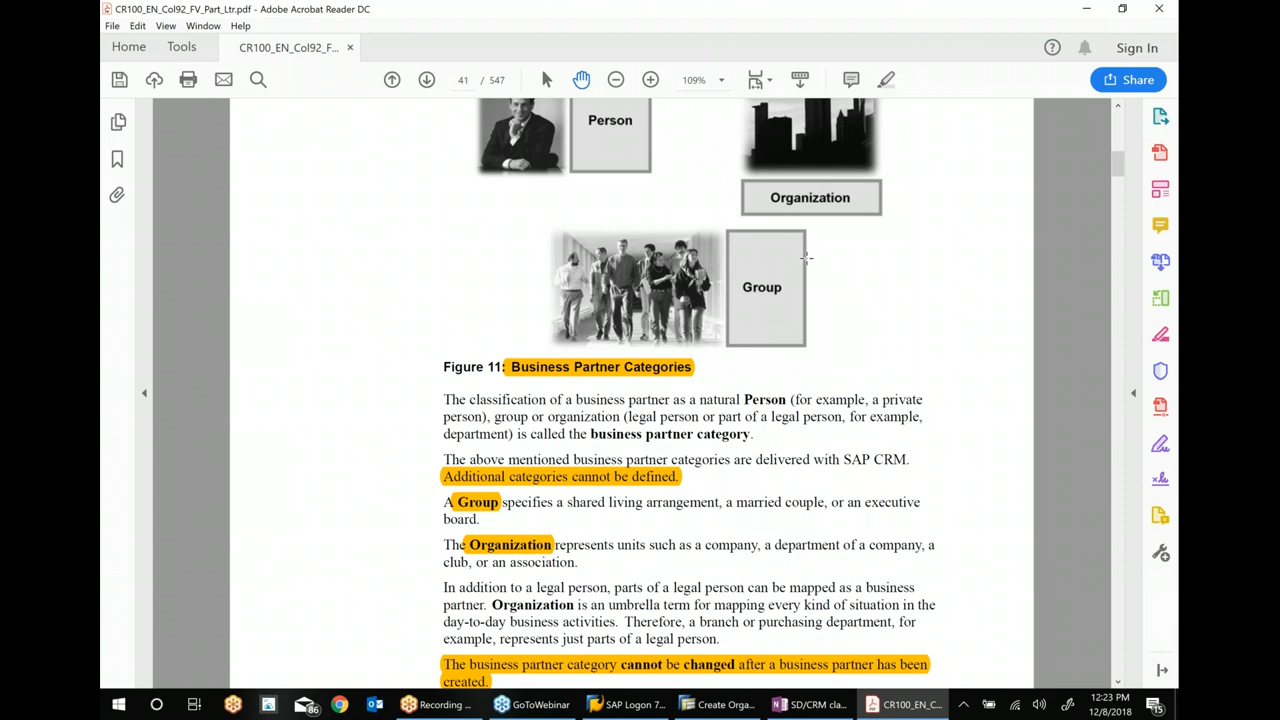 CR100_EN_Col92_FV_Part_Ltr.pdf - Adobe Acrobat Reader DC
File Edit View Window Help
Home Tools CR100_EN_Col92_F... × Sign In
41 / 547 109% Share
Person
Organization
Group
Figure 11: Business Partner Categories
The classification of a business partner as a natural Person (for example, a private
person), group or organization (legal person or part of a legal person, for example,
department) is called the business partner category.
The above mentioned business partner categories are delivered with SAP CRM.
Additional categories cannot be defined.
A Group specifies a shared living arrangement, a married couple, or an executive
board.
The Organization represents units such as a company, a department of a company, a
club, or an association.
In addition to a legal person, parts of a legal person can be mapped as a business
partner. Organization is an umbrella term for mapping every kind of situation in the
day-to-day business activities. Therefore, a branch or purchasing department, for
example, represents just parts of a legal person.
The business partner category cannot be changed after a business partner has been
created.
86 Recording ... GoToWebinar SAP Logon 7... Create Orga... SD/CRM cla... CR100_EN_C... 12:23 PM
12/8/2018 15